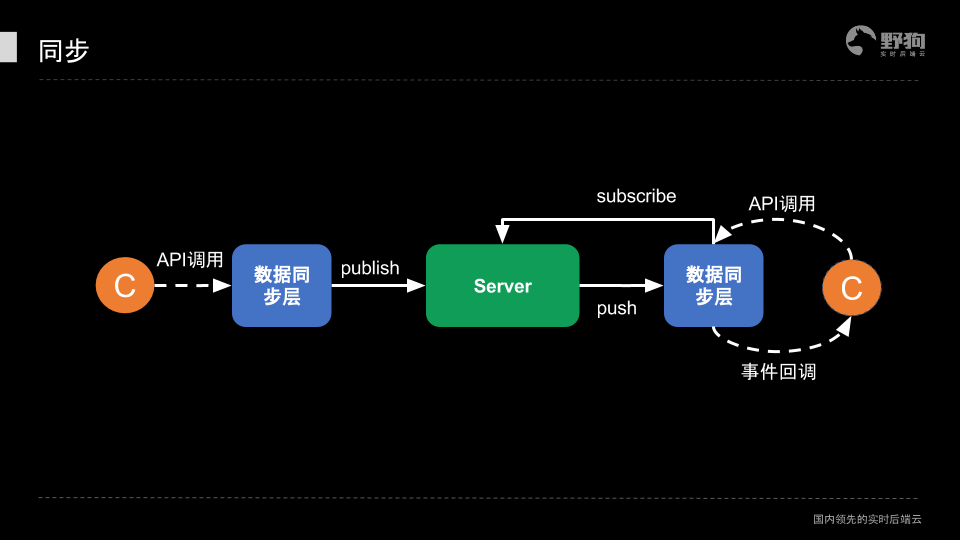 同步
野狗
实时后端云
subscribe
API调用
API调用
publish
数据同
步层
Server
数据同
步层
C
C
push
事件回调
国内领先的实时后端云